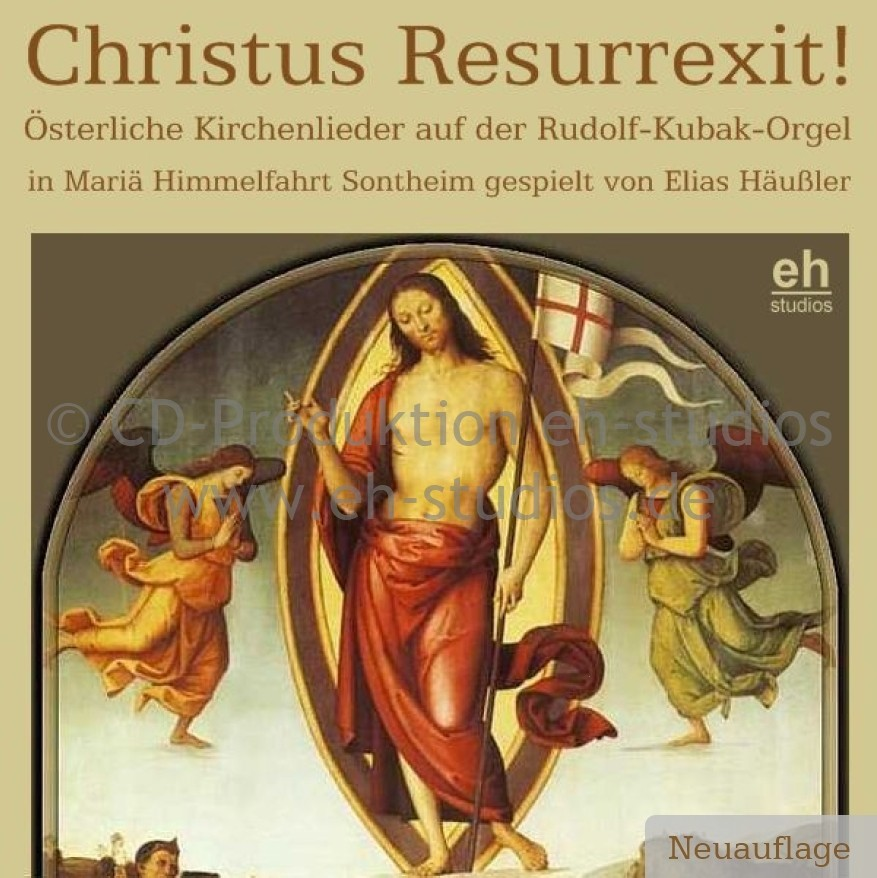 Christus Resurrexit!
Österliche Kirchenlieder auf der Rudolf-Kubak-Orgel
in Mariä Himmelfahrt Sontheim gespielt von Elias Häußler
eh
studios
© CD-Produktion eh-studios
www.eh-studios.de
Neuauflage